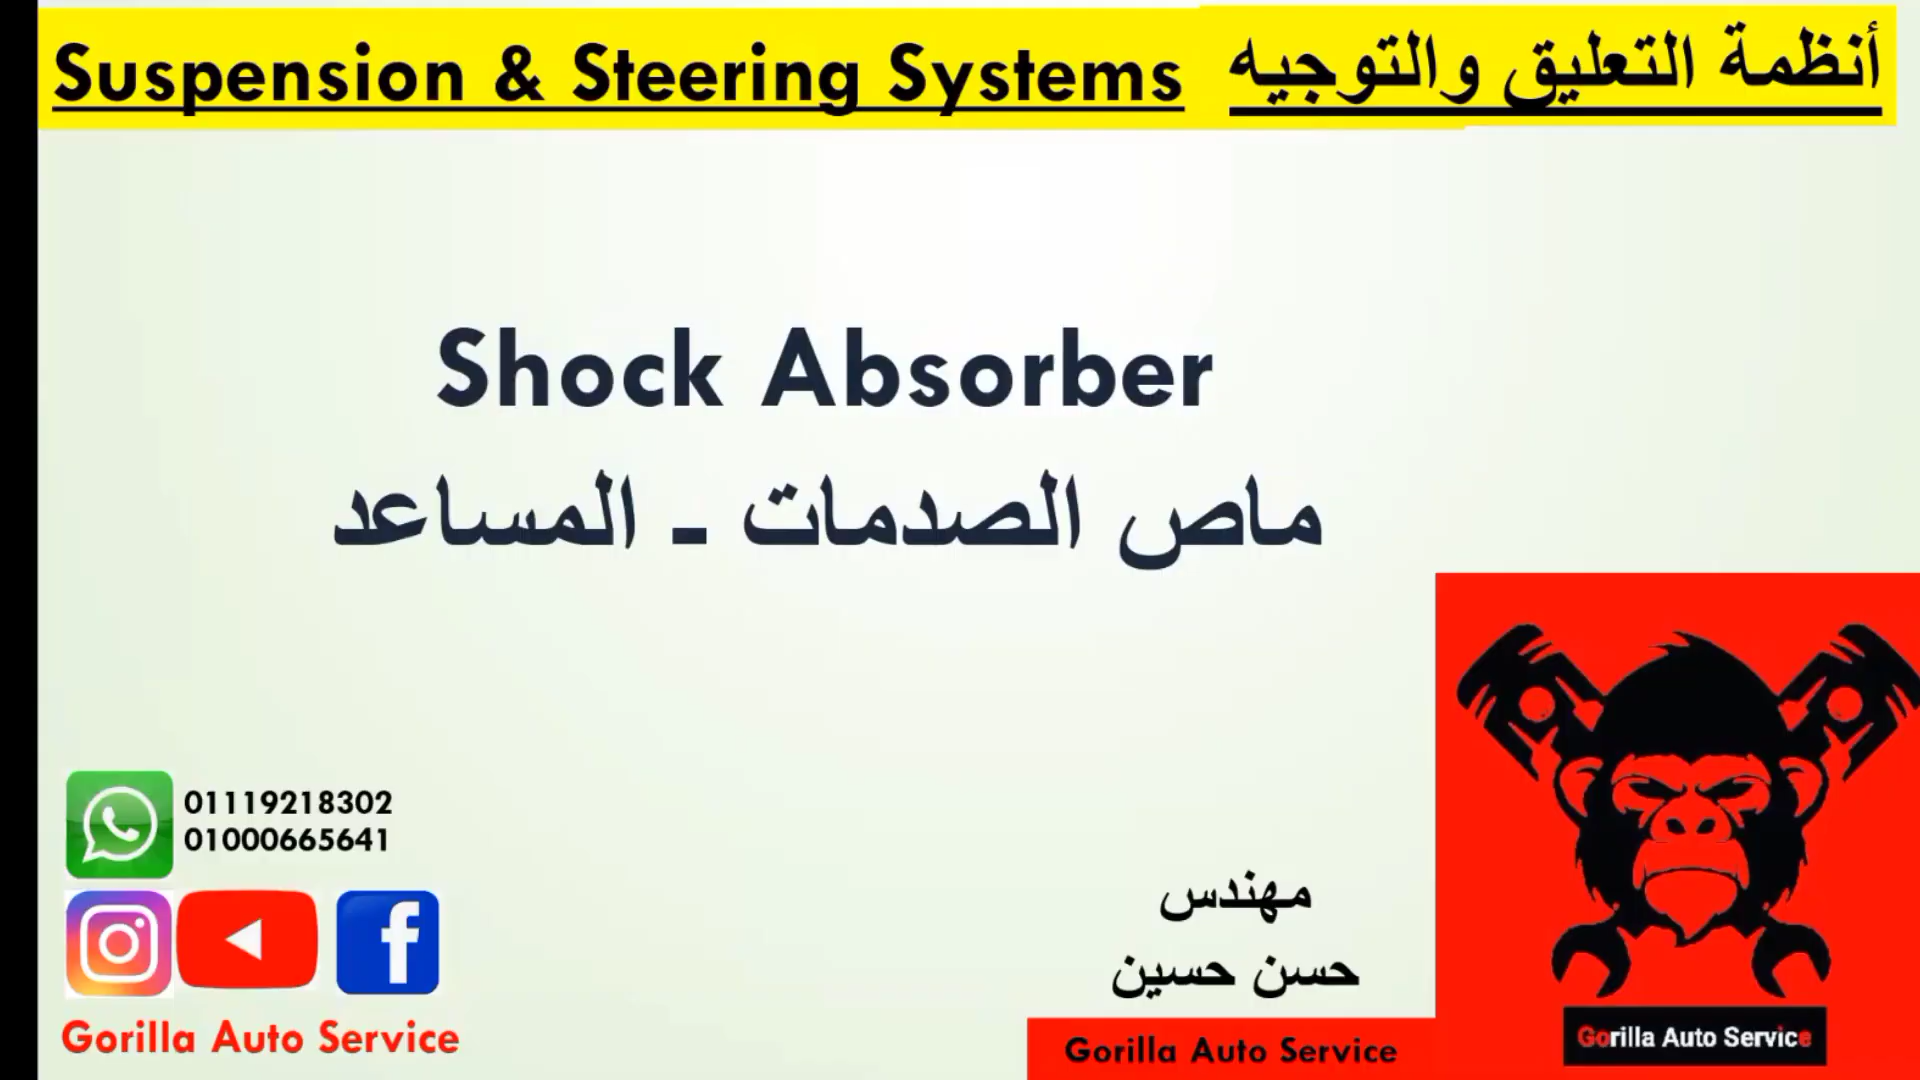 Suspension & Steering Systems أنظمة التعليق والتوجيه
Shock Absorber
ماص الصدمات - المساعد
01119218302
01000665641
مهندس
حسن حسين
Gorilla Auto Service
Gorilla Auto Service
Gorilla Auto Service